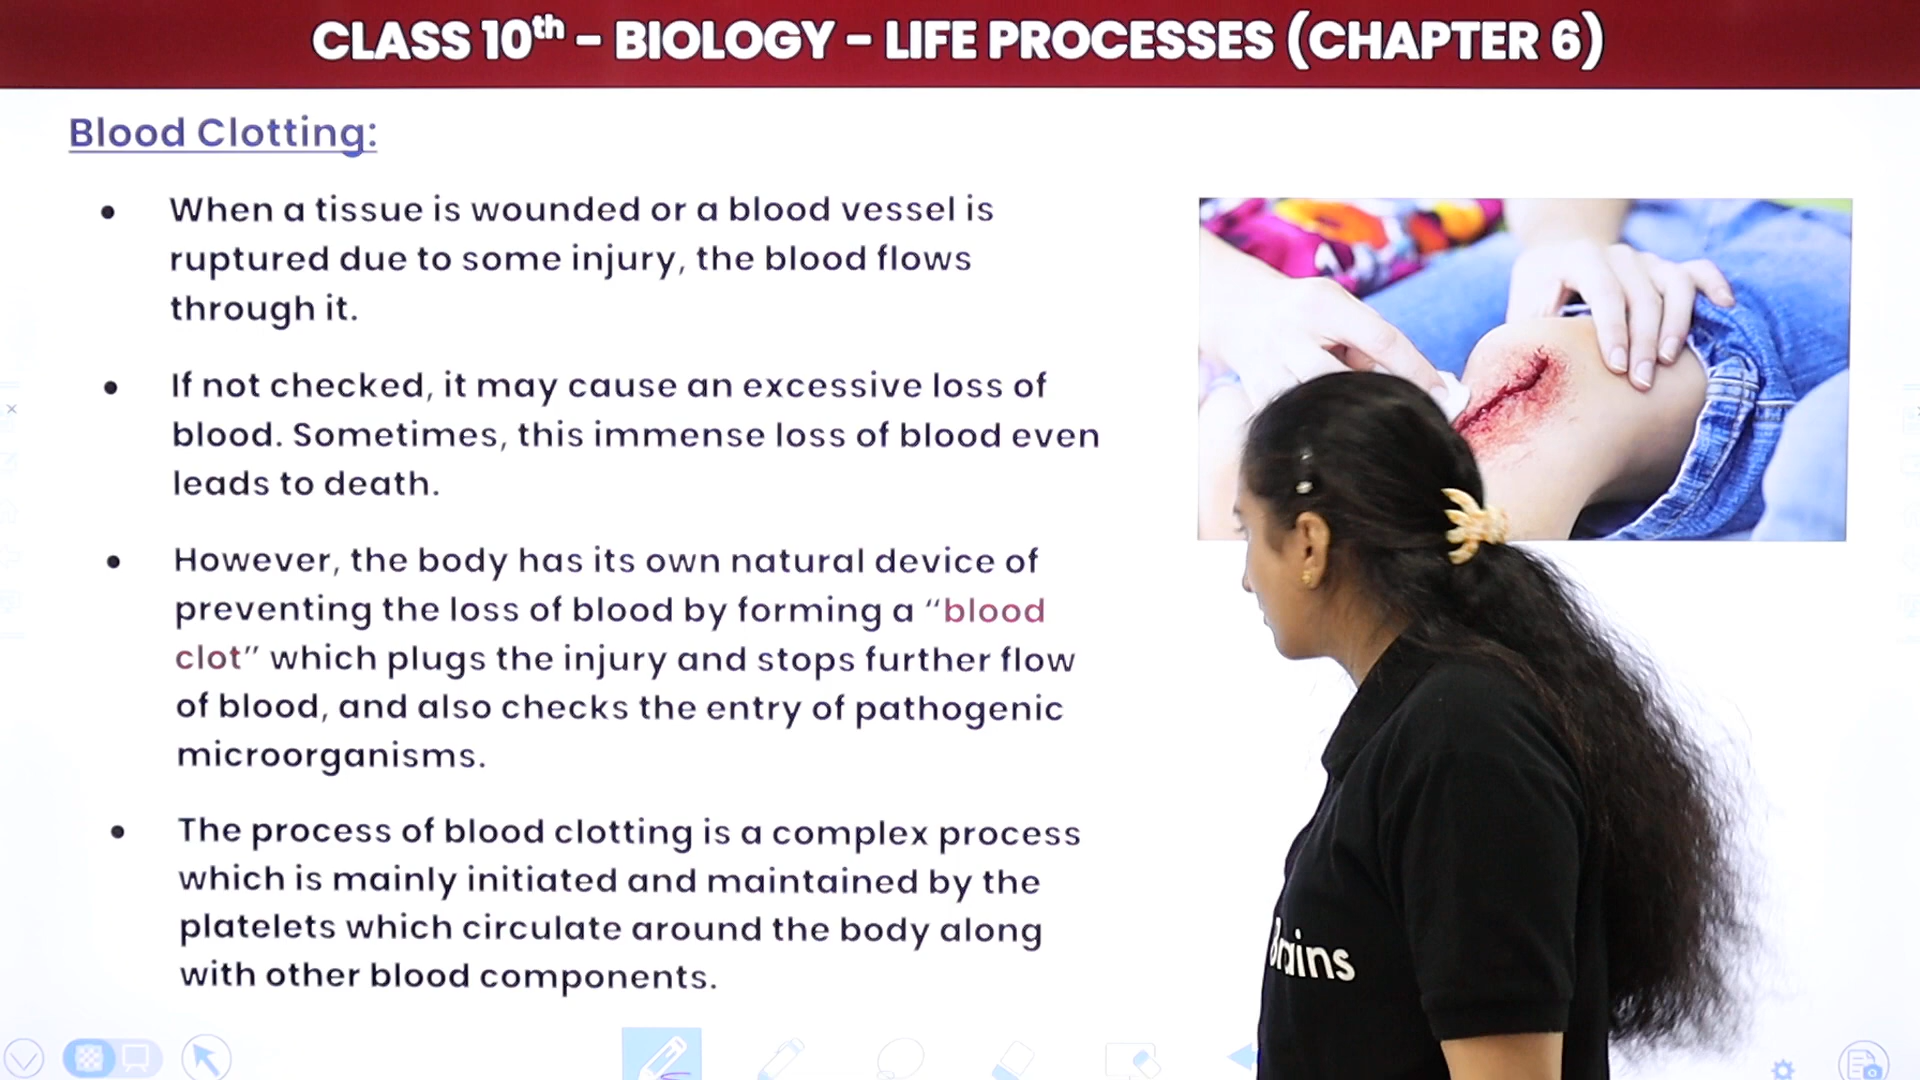 CLASS 10th – BIOLOGY – LIFE PROCESSES (CHAPTER 6)
Blood Clotting:
• When a tissue is wounded or a blood vessel is
ruptured due to some injury, the blood flows
through it.
• If not checked, it may cause an excessive loss of
blood. Sometimes, this immense loss of blood even
leads to death.
• However, the body has its own natural device of
preventing the loss of blood by forming a “blood
clot” which plugs the injury and stops further flow
of blood, and also checks the entry of pathogenic
microorganisms.
• The process of blood clotting is a complex process
which is mainly initiated and maintained by the
platelets which circulate around the body along
with other blood components.
Brains